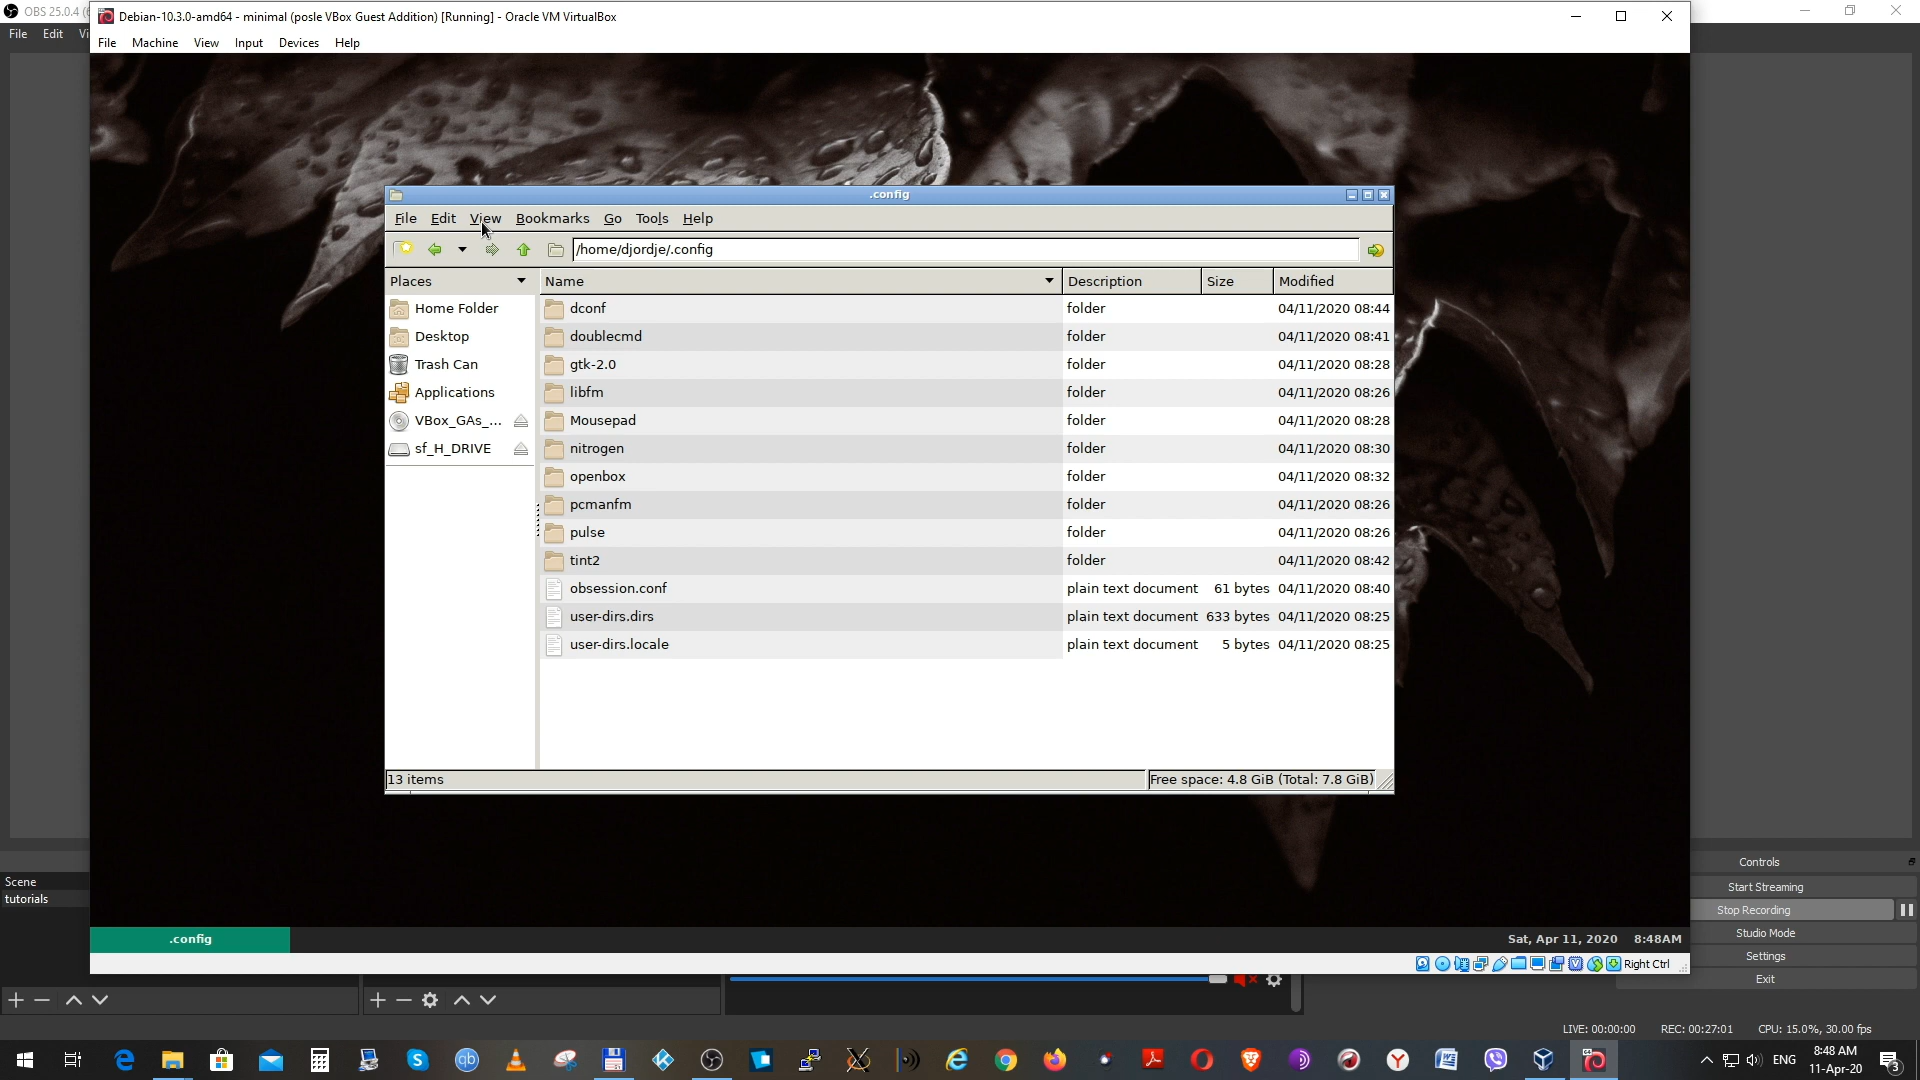 OBS 25.0.4 (6
File Edit Vi
Debian-10.3.0-amd64 - minimal (posle VBox Guest Addition) [Running] - Oracle VM VirtualBox
File Machine View Input Devices Help
.config
File Edit View Bookmarks Go Tools Help
/home/djordje/.config
Places Name Description Size Modified
Home Folder
Desktop
Trash Can
Applications
VBox_GAs_...
sf_H_DRIVE
dconf folder 04/11/2020 08:44
doublecmd folder 04/11/2020 08:41
gtk-2.0 folder 04/11/2020 08:28
libfm folder 04/11/2020 08:26
Mousepad folder 04/11/2020 08:28
nitrogen folder 04/11/2020 08:30
openbox folder 04/11/2020 08:32
pcmanfm folder 04/11/2020 08:26
pulse folder 04/11/2020 08:26
tint2 folder 04/11/2020 08:42
obsession.conf plain text document 61 bytes 04/11/2020 08:40
user-dirs.dirs plain text document 633 bytes 04/11/2020 08:25
user-dirs.locale plain text document 5 bytes 04/11/2020 08:25
13 items Free space: 4.8 GiB (Total: 7.8 GiB)
.config Sat, Apr 11, 2020 8:48AM
Right Ctrl
Scene
tutorials
Controls
Start Streaming
Stop Recording
Studio Mode
Settings
Exit
LIVE: 00:00:00 REC: 00:27:01 CPU: 15.0%, 30.00 fps
ENG 8:48 AM
11-Apr-20
3